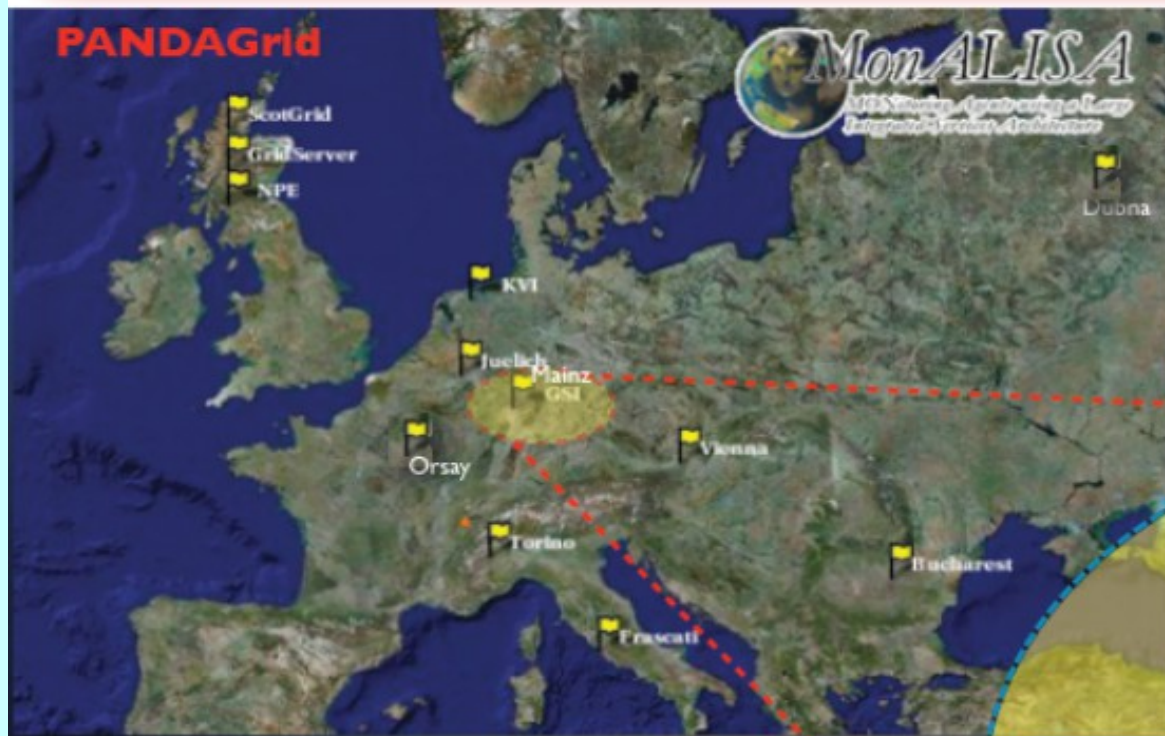 PANDAGrid
MonALISA
MONitoring Agents using a Large
Integrated Services Architecture
ScotGrid
GridServer
NPE
Dubna
KVI
Juelich
Mainz
GSI
Orsay
Vienna
Torino
Bucharest
Frascati